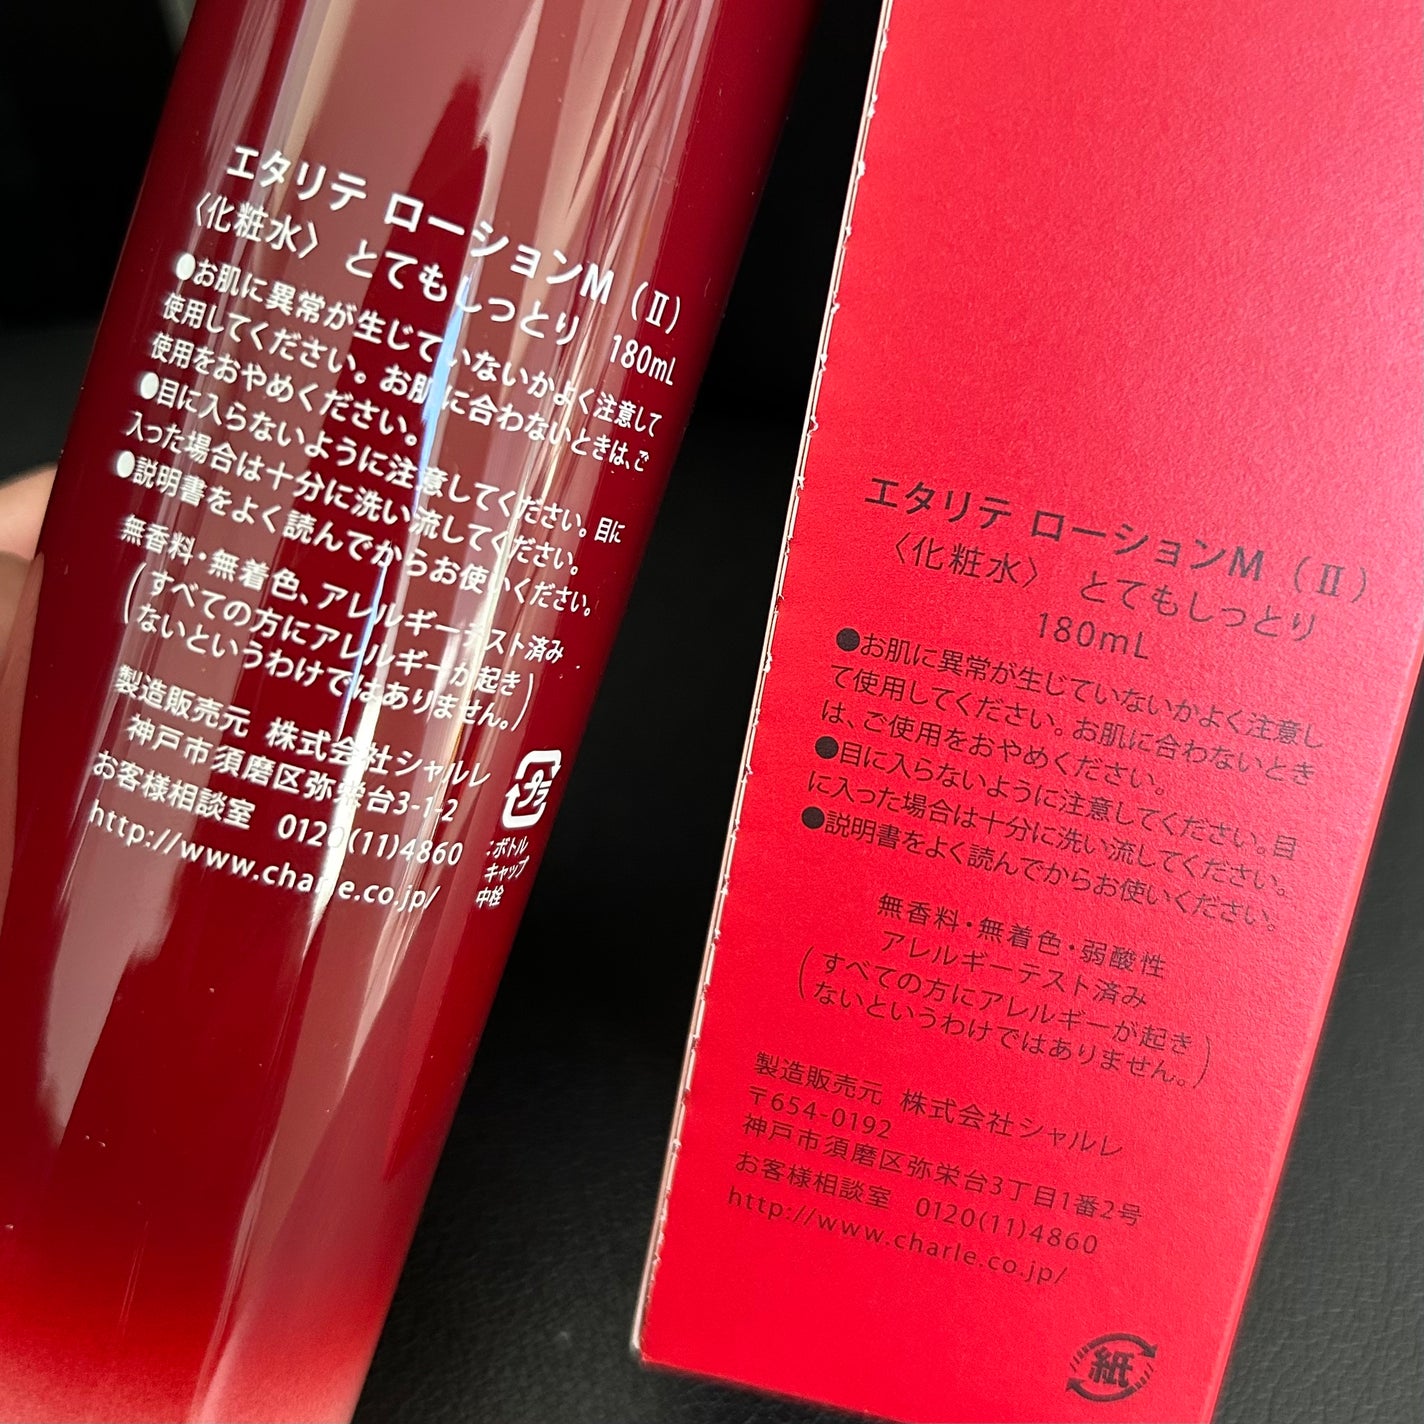 エタリテ ローションM（Ⅱ）
〈化粧水〉 とてもしっとり 180mL
●お肌に異常が生じていないかよく注意して
使用してください。お肌に合わないときは、ご
使用をおやめください。
●目に入らないように注意してください。目に
入った場合は十分に洗い流してください。
●説明書をよく読んでからお使いください。
無香料・無着色、アレルギーテスト済み
（すべての方にアレルギーが起き
ないというわけではありません。）
製造販売元 株式会社シャルレ
神戸市須磨区弥栄台3-1-2
お客様相談室 0120(11)4860
http://www.charle.co.jp/
プラ
：ボトル
キャップ
中栓
エタリテ ローションM（Ⅱ）
〈化粧水〉 とてもしっとり
180mL
●お肌に異常が生じていないかよく注意し
て使用してください。お肌に合わないとき
は、ご使用をおやめください。
●目に入らないように注意してください。目
に入った場合は十分に洗い流してください。
●説明書をよく読んでからお使いください。
無香料・無着色・弱酸性
アレルギーテスト済み
（すべての方にアレルギーが起き
ないというわけではありません。）
製造販売元 株式会社シャルレ
〒654-0192
神戸市須磨区弥栄台3丁目1番2号
お客様相談室 0120(11)4860
http://www.charle.co.jp/
紙